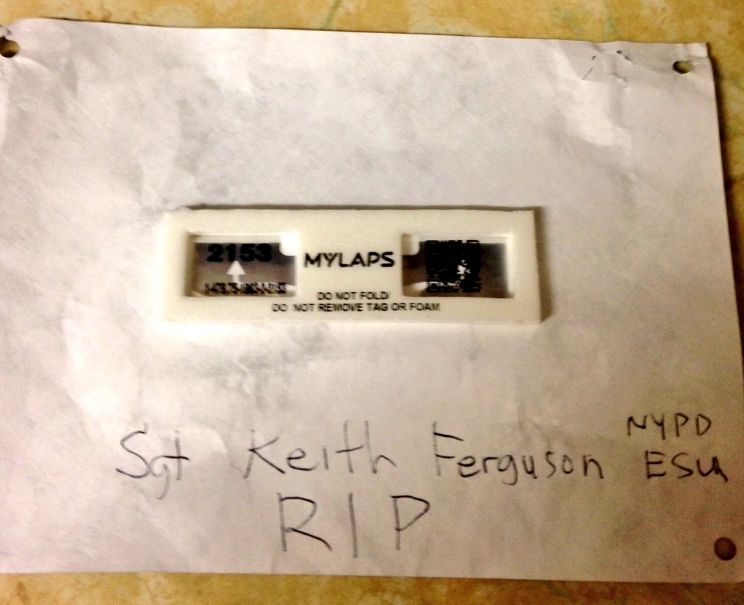 2153
MYLAPS
DO NOT FOLD/
DO NOT REMOVE TAG OR FOAM
NYPD
Sgt Keith Ferguson ESU
RIP